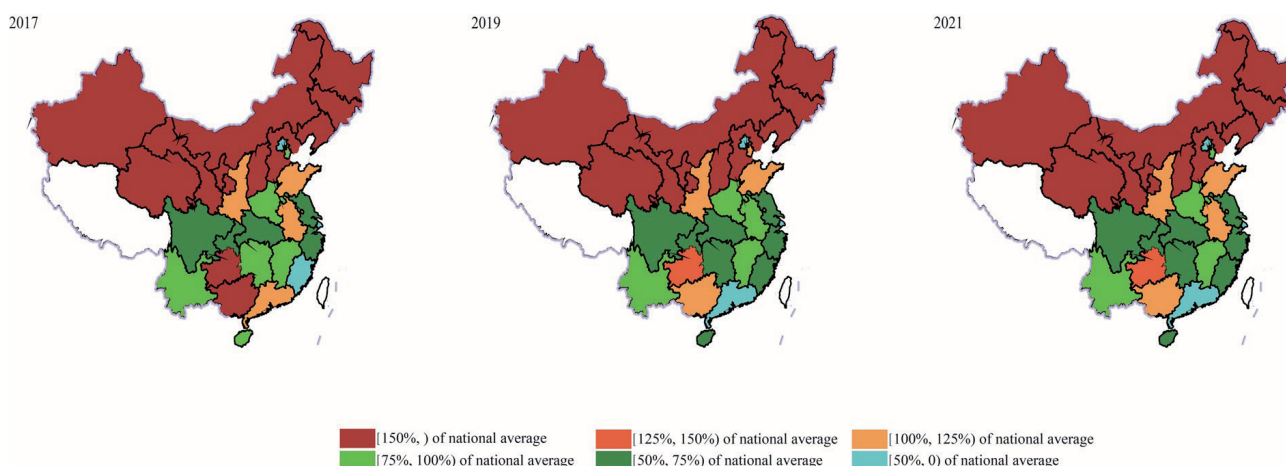 2017
2019
2021
[150%, ) of national average
[125%, 150%) of national average
[100%, 125%) of national average
[75%, 100%) of national average
[50%, 75%) of national average
[50%, 0) of national average